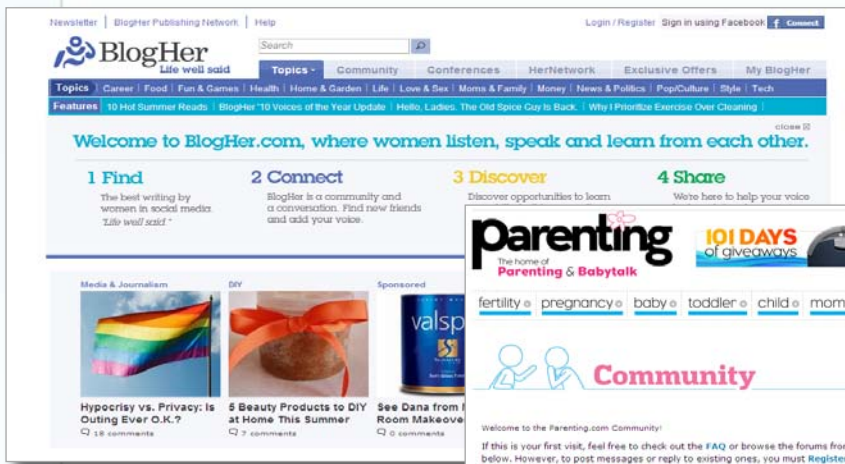 Newsletter | BlogHer Publishing Network | Help
Login / Register Sign in using Facebook f Connect
BlogHer
Life well said
Search
Topics Community Conferences HerNetwork Exclusive Offers My BlogHer
Topics Career | Food | Fun & Games | Health | Home & Garden | Life | Love & Sex | Moms & Family | Money | News & Politics | Pop/Culture | Style | Tech
Features 10 Hot Summer Reads | BlogHer '10 Voices of the Year Update | Hello, Ladies. The Old Spice Guy Is Back. | Why I Prioritize Exercise Over Cleaning |
close
Welcome to BlogHer.com, where women listen, speak and learn from each other.
1 Find
The best writing by
women in social media.
"Life well said."
2 Connect
BlogHer is a community and
a conversation. Find new friends
and add your voice.
3 Discover
Discover opportunities to learn
4 Share
We're here to help your voice
Media & Journalism
Hypocrisy vs. Privacy: Is
Outing Ever O.K.?
18 comments
DIY
5 Beauty Products to DIY
at Home This Summer
7 comments
Sponsored
valsp
See Dana from
Room Makeove
0 comments
parenting
The home of
Parenting & Babytalk
101 DAYS
of giveaways
fertility pregnancy baby toddler child mom
Community
Welcome to the Parenting.com Community!
If this is your first visit, feel free to check out the FAQ or browse the forums from
below. However, to post messages or reply to existing ones, you must Register